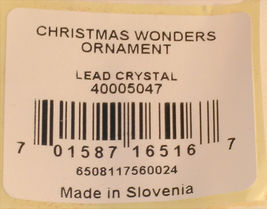 CHRISTMAS WONDERS
ORNAMENT
LEAD CRYSTAL
40005047
7 01587 16516 7
6508117560024
Made in Slovenia